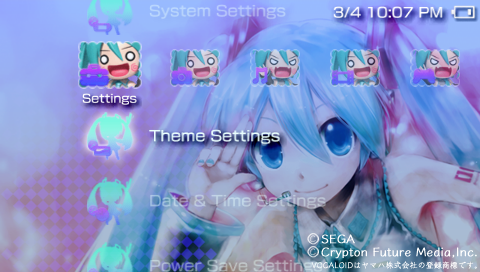 System Settings
3/4 10:07 PM
Settings
Theme Settings
Date & Time Settings
©SEGA
©Crypton Future Media,Inc.
VOCALOIDはヤマハ株式会社の登録商標です。
Power Save Settings